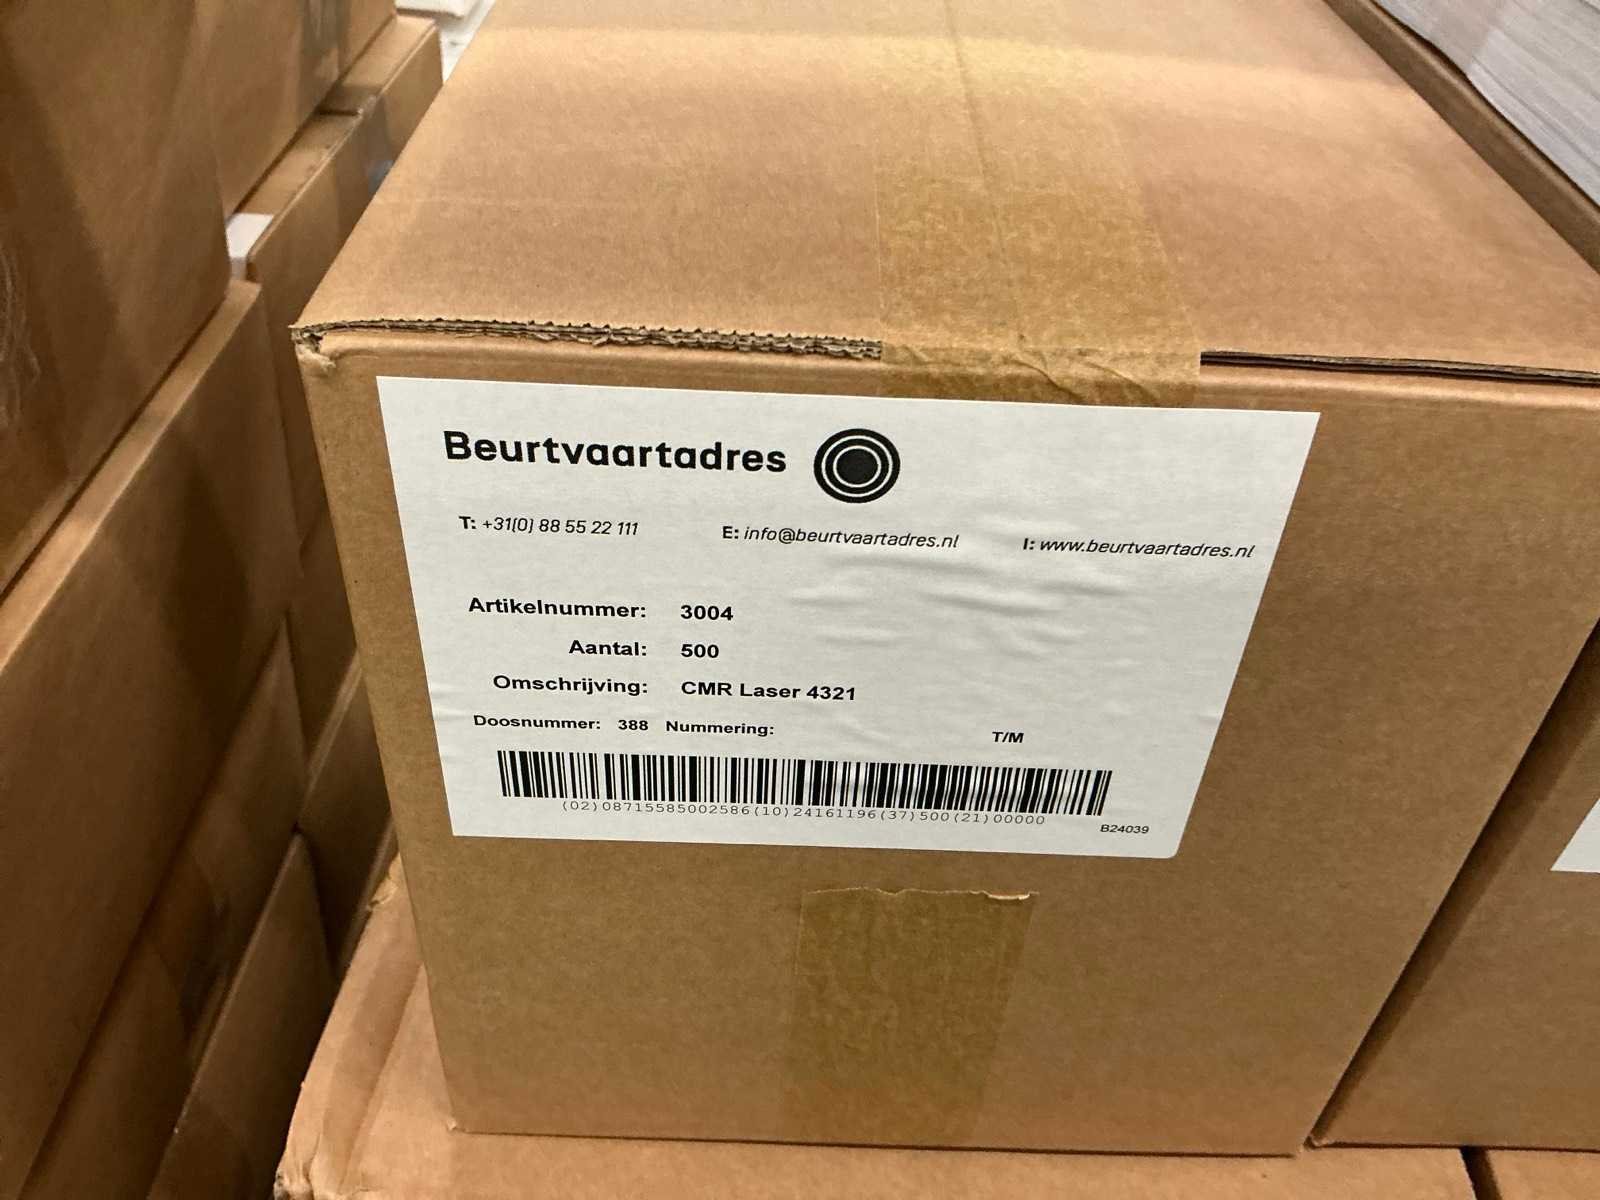 Beurtvaartadres
T: +31(0) 88 55 22 111 E: info@beurtvaartadres.nl I: www.beurtvaartadres.nl
Artikelnummer: 3004
Aantal: 500
Omschrijving: CMR Laser 4321
Doosnummer: 388 Nummering: T/M
(02)08715585002586(10)24161196(37)500(21)00000
B24039